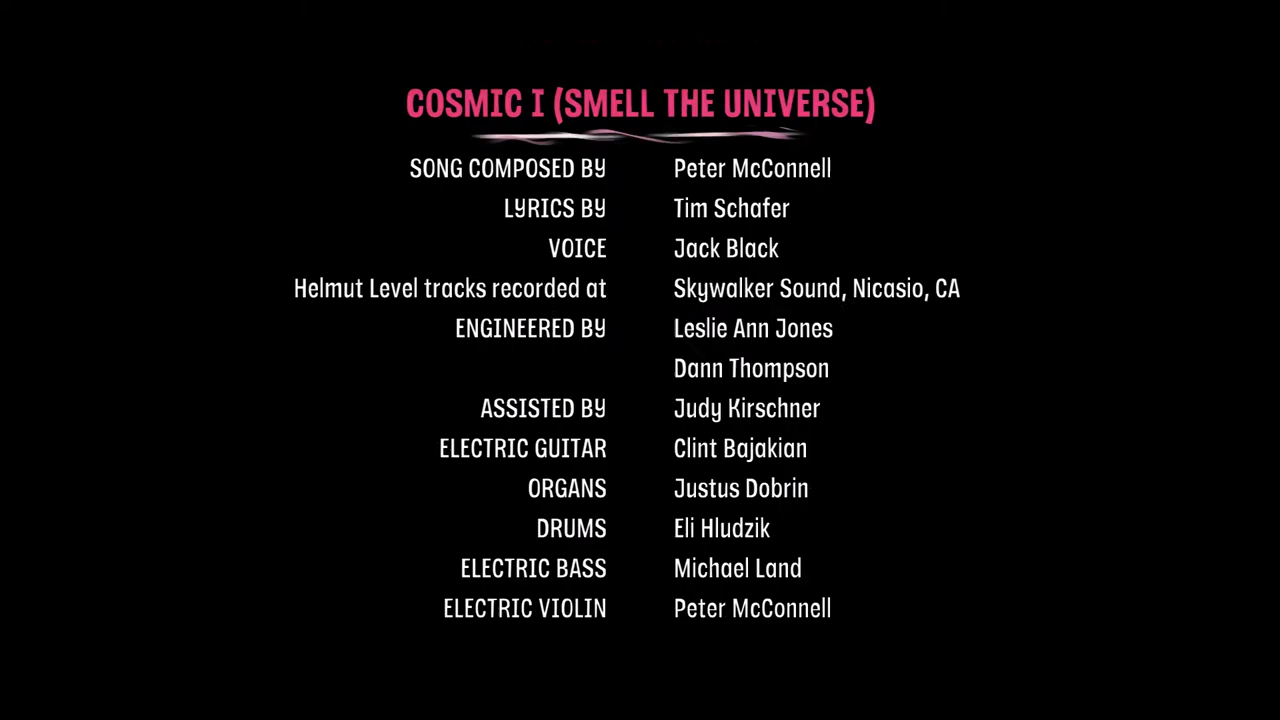 COSMIC I (SMELL THE UNIVERSE)
SONG COMPOSED BY Peter McConnell
LYRICS BY Tim Schafer
VOICE Jack Black
Helmut Level tracks recorded at Skywalker Sound, Nicasio, CA
ENGINEERED BY Leslie Ann Jones
Dann Thompson
ASSISTED BY Judy Kirschner
ELECTRIC GUITAR Clint Bajakian
ORGANS Justus Dobrin
DRUMS Eli Hludzik
ELECTRIC BASS Michael Land
ELECTRIC VIOLIN Peter McConnell